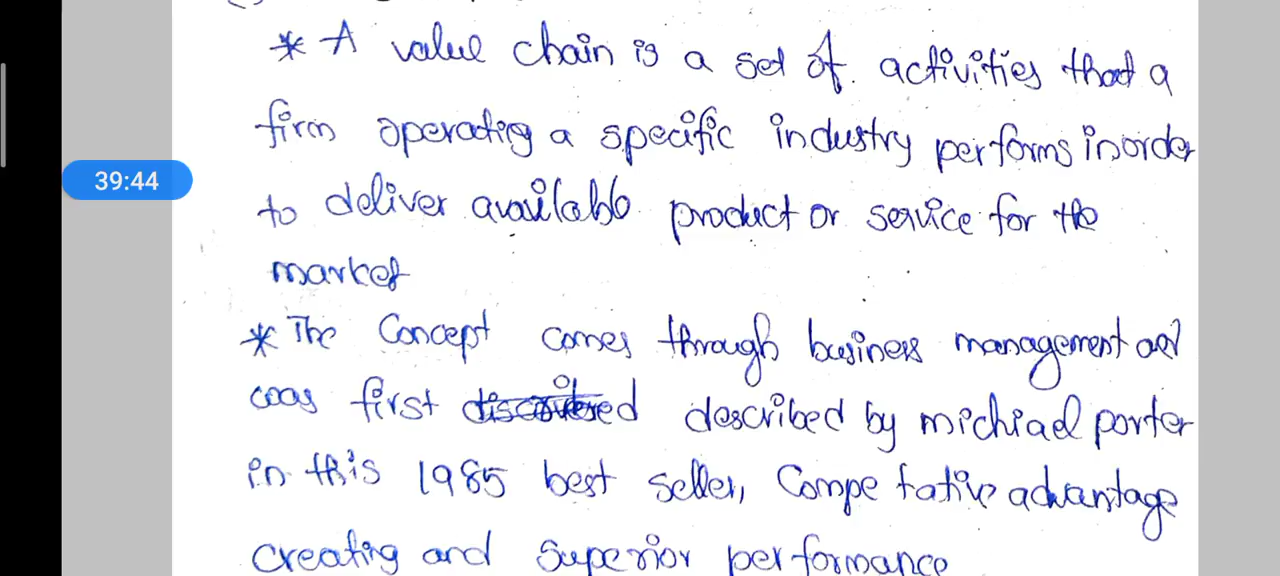 * A value chain is a set of activities that a
firm operating a specific industry performs inorder
39:44
to deliver available product or service for the
market
* The Concept comes through business management and
was first discovered described by michiael porter
in this 1985 best seller, Compe tative advantage
creating and superior performance